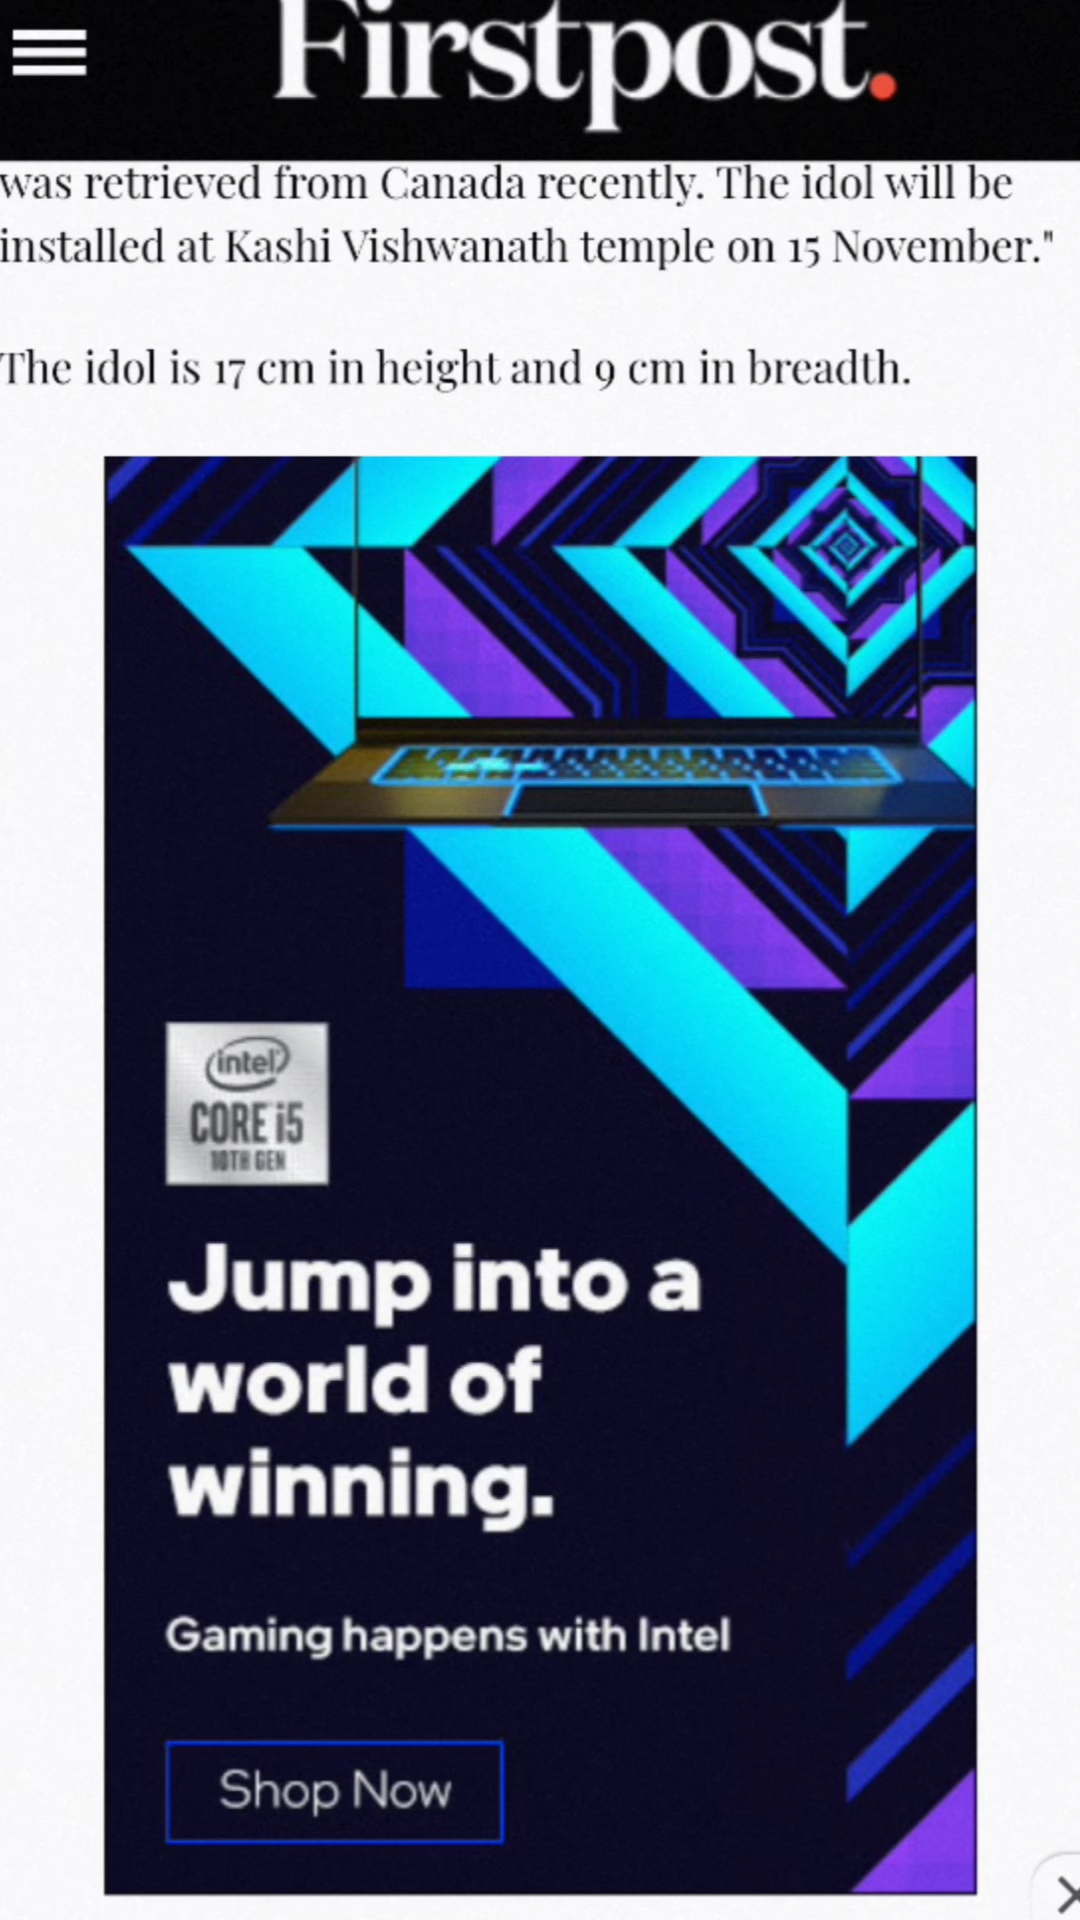 Firstpost.
was retrieved from Canada recently. The idol will be
installed at Kashi Vishwanath temple on 15 November."
The idol is 17 cm in height and 9 cm in breadth.
intel
CORE i5
10TH GEN
Jump into a
world of
winning.
Gaming happens with Intel
Shop Now